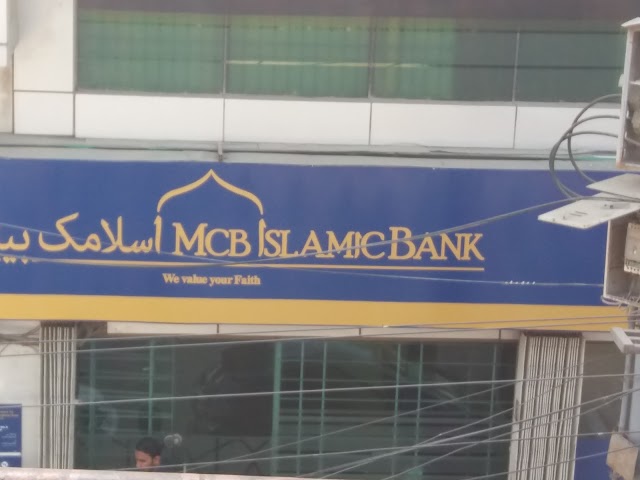 اسلامک MCB ISLAMIC BANK
We value your Faith